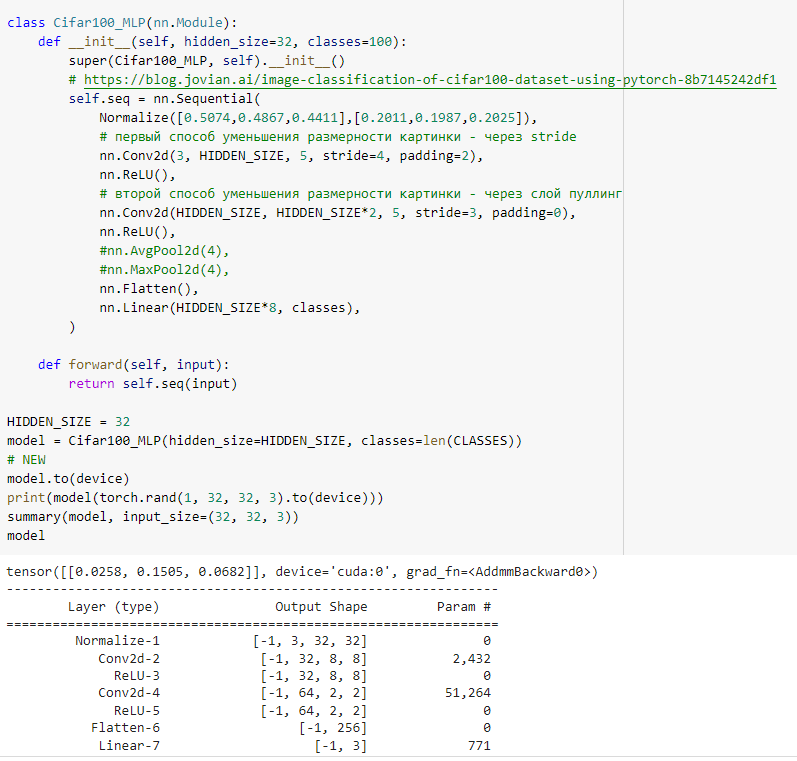 class Cifar100_MLP(nn.Module):
    def __init__(self, hidden_size=32, classes=100):
        super(Cifar100_MLP, self).__init__()
        # https://blog.jovian.ai/image-classification-of-cifar100-dataset-using-pytorch-8b7145242df1
        self.seq = nn.Sequential(
            Normalize([0.5074,0.4867,0.4411],[0.2011,0.1987,0.2025]),
            # первый способ уменьшения размерности картинки - через stride
            nn.Conv2d(3, HIDDEN_SIZE, 5, stride=4, padding=2),
            nn.ReLU(),
            # второй способ уменьшения размерности картинки - через слой пуллинг
            nn.Conv2d(HIDDEN_SIZE, HIDDEN_SIZE*2, 5, stride=3, padding=0),
            nn.ReLU(),
            #nn.AvgPool2d(4),
            #nn.MaxPool2d(4),
            nn.Flatten(),
            nn.Linear(HIDDEN_SIZE*8, classes),
        )
    def forward(self, input):
        return self.seq(input)
HIDDEN_SIZE = 32
model = Cifar100_MLP(hidden_size=HIDDEN_SIZE, classes=len(CLASSES))
# NEW
model.to(device)
print(model(torch.rand(1, 32, 32, 3).to(device)))
summary(model, input_size=(32, 32, 3))
model
tensor([[0.0258, 0.1505, 0.0682]], device='cuda:0', grad_fn=<AddmmBackward0>)
----------------------------------------------------------------
        Layer (type)               Output Shape         Param #
================================================================
         Normalize-1            [-1, 3, 32, 32]               0
            Conv2d-2             [-1, 32, 8, 8]           2,432
              ReLU-3             [-1, 32, 8, 8]               0
            Conv2d-4             [-1, 64, 2, 2]          51,264
              ReLU-5             [-1, 64, 2, 2]               0
           Flatten-6                  [-1, 256]               0
            Linear-7                    [-1, 3]             771